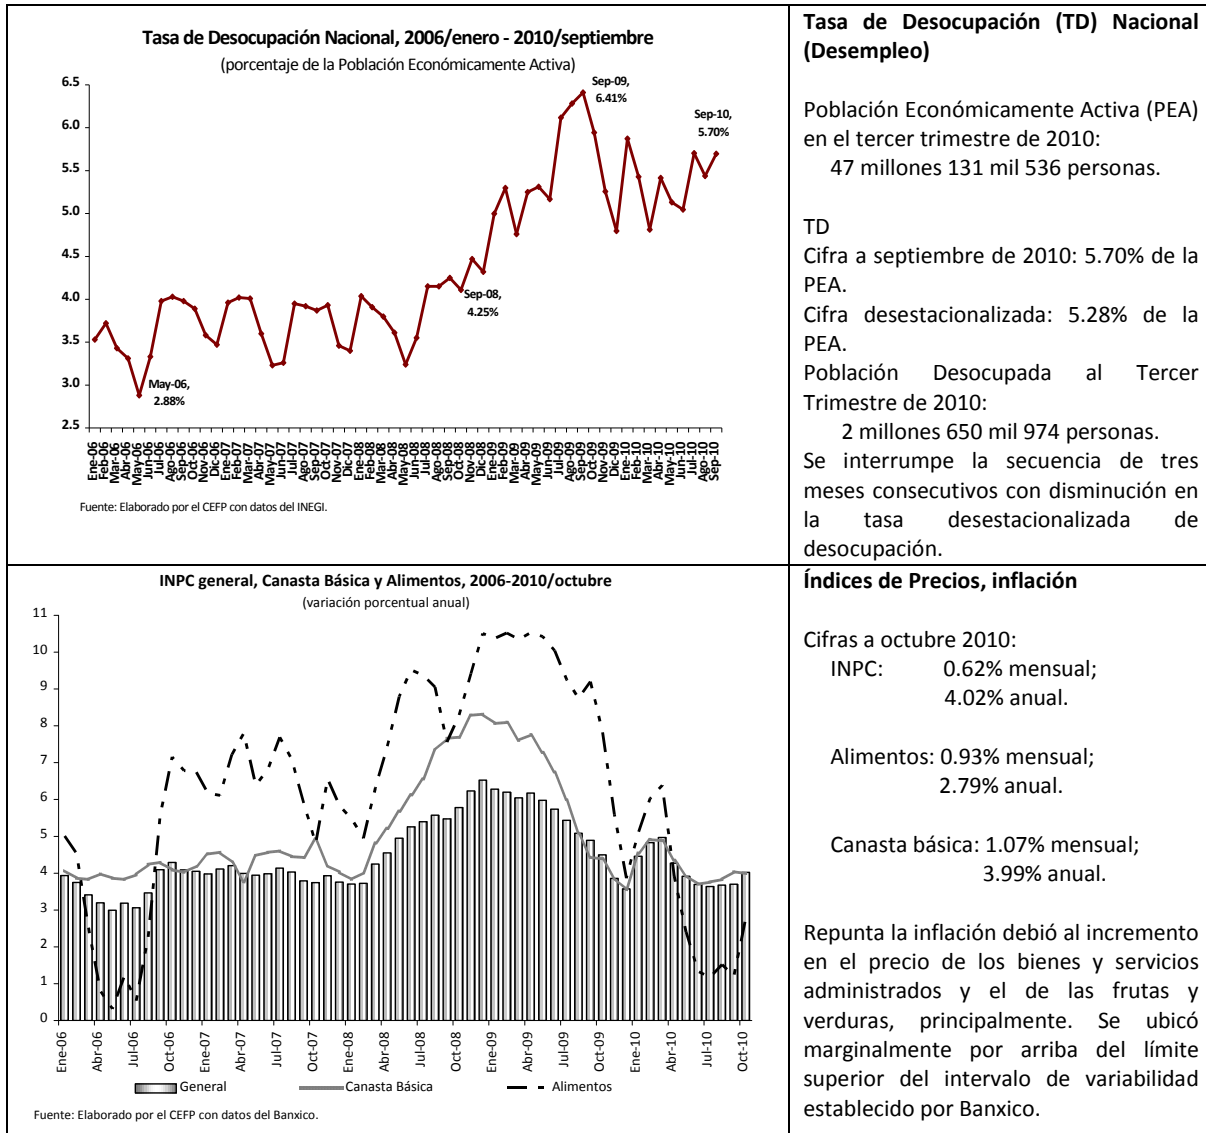 Tasa de Desocupación Nacional, 2006/enero - 2010/septiembre
(porcentaje de la Población Económicamente Activa)
6.5
6.0
5.5
5.0
4.5
4.0
3.5
3.0
2.5
Sep-09,
6.41%
Sep-10,
5.70%
Sep-08,
4.25%
May-06,
2.88%
Ene-06
Feb-06
Mar-06
Abr-06
May-06
Jun-06
Jul-06
Ago-06
Sep-06
Oct-06
Nov-06
Dic-06
Ene-07
Feb-07
Mar-07
Abr-07
May-07
Jun-07
Jul-07
Ago-07
Sep-07
Oct-07
Nov-07
Dic-07
Ene-08
Feb-08
Mar-08
Abr-08
May-08
Jun-08
Jul-08
Ago-08
Sep-08
Oct-08
Nov-08
Dic-08
Ene-09
Feb-09
Mar-09
Abr-09
May-09
Jun-09
Jul-09
Ago-09
Sep-09
Oct-09
Nov-09
Dic-09
Ene-10
Feb-10
Mar-10
Abr-10
May-10
Jun-10
Jul-10
Ago-10
Sep-10
Fuente: Elaborado por el CEFP con datos del INEGI.
Tasa de Desocupación (TD) Nacional
(Desempleo)
Población Económicamente Activa (PEA)
en el tercer trimestre de 2010:
47 millones 131 mil 536 personas.
TD
Cifra a septiembre de 2010: 5.70% de la
PEA.
Cifra desestacionalizada: 5.28% de la
PEA.
Población Desocupada al Tercer
Trimestre de 2010:
2 millones 650 mil 974 personas.
Se interrumpe la secuencia de tres
meses consecutivos con disminución en
la tasa desestacionalizada de
desocupación.
INPC general, Canasta Básica y Alimentos, 2006-2010/octubre
(variación porcentual anual)
11
10
9
8
7
6
5
4
3
2
1
0
Ene-06
Abr-06
Jul-06
Oct-06
Ene-07
Abr-07
Jul-07
Oct-07
Ene-08
Abr-08
Jul-08
Oct-08
Ene-09
Abr-09
Jul-09
Oct-09
Ene-10
Abr-10
Jul-10
Oct-10
General
Canasta Básica
Alimentos
Fuente: Elaborado por el CEFP con datos del Banxico.
Índices de Precios, inflación
Cifras a octubre 2010:
INPC: 0.62% mensual;
4.02% anual.
Alimentos: 0.93% mensual;
2.79% anual.
Canasta básica: 1.07% mensual;
3.99% anual.
Repunta la inflación debió al incremento
en el precio de los bienes y servicios
administrados y el de las frutas y
verduras, principalmente. Se ubicó
marginalmente por arriba del límite
superior del intervalo de variabilidad
establecido por Banxico.